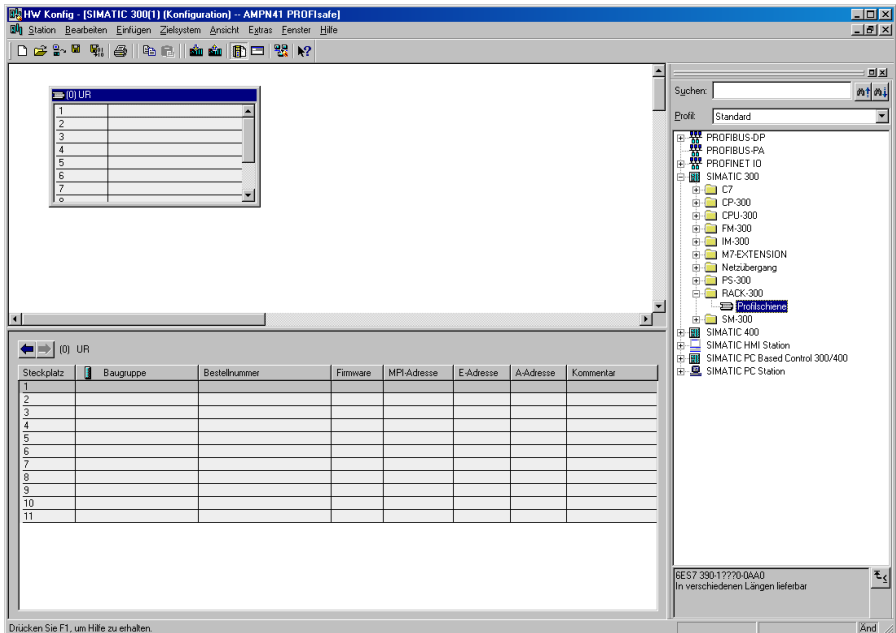 HW Konfig - [SIMATIC 300(1) (Konfiguration) -- AMPN41 PROFIsafe]
Station Bearbeiten Einfügen Zielsystem Ansicht Extras Fenster Hilfe
(0) UR
1
2
3
4
5
6
7
8
Suchen:
Profil: Standard
PROFIBUS-DP
PROFIBUS-PA
PROFINET IO
SIMATIC 300
C7
CP-300
CPU-300
FM-300
IM-300
M7-EXTENSION
Netzübergang
PS-300
RACK-300
Profilschiene
SM-300
SIMATIC 400
SIMATIC HMI Station
SIMATIC PC Based Control 300/400
SIMATIC PC Station
(0) UR
Steckplatz Baugruppe Bestellnummer Firmware MPI-Adresse E-Adresse A-Adresse Kommentar
1
2
3
4
5
6
7
8
9
10
11
6ES7 390-1???0-0AA0
In verschiedenen Längen lieferbar
Drücken Sie F1, um Hilfe zu erhalten.
Änd